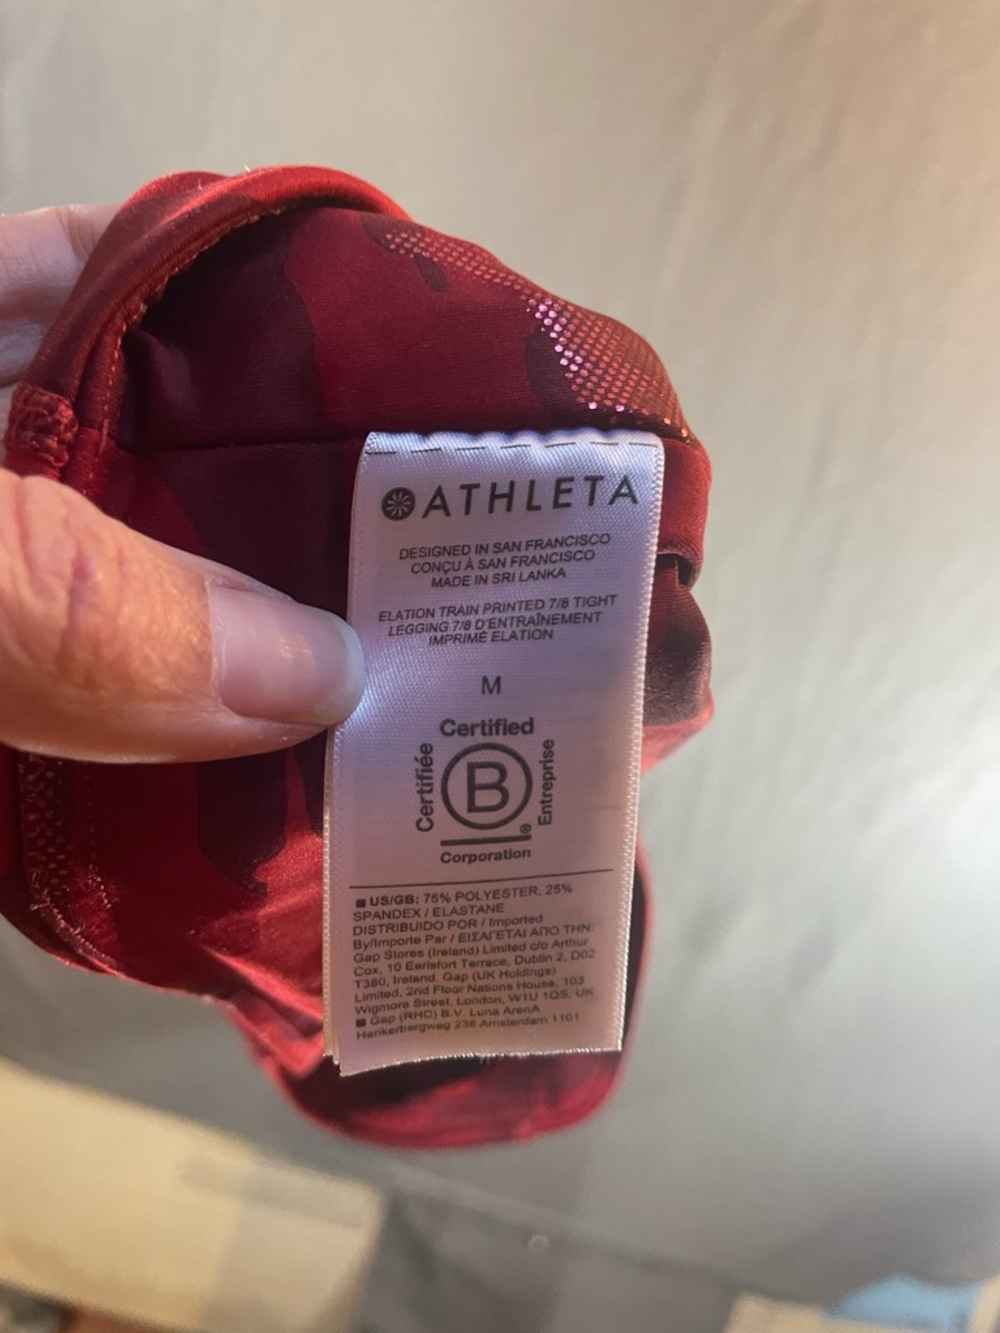 ATHLETA
DESIGNED IN SAN FRANCISCO
CONÇU À SAN FRANCISCO
MADE IN SRI LANKA
ELATION TRAIN PRINTED 7/8 TIGHT
LEGGING 7/8 D'ENTRAÎNEMENT
IMPRIMÉ ELATION
M
Certified
Certifiée
B
Entreprise
®
Corporation
US/GB: 75% POLYESTER, 25%
SPANDEX / ELASTANE
DISTRIBUIDO POR / Imported
By/Importe Par / ΕΙΣΑΓΕΤΑΙ ΑΠΟ ΤΗΝ:
Gap Stores (Ireland) Limited c/o Arthur
Cox, 10 Earlsfort Terrace, Dublin 2, D02
T380, Ireland, Gap (UK Holdings)
Limited, 2nd Floor Nations House, 103
Wigmore Street, London, W1U 1QS, UK
Gap (RHC) B.V. Luna ArenA
Herikerbergweg 238 Amsterdam 1101